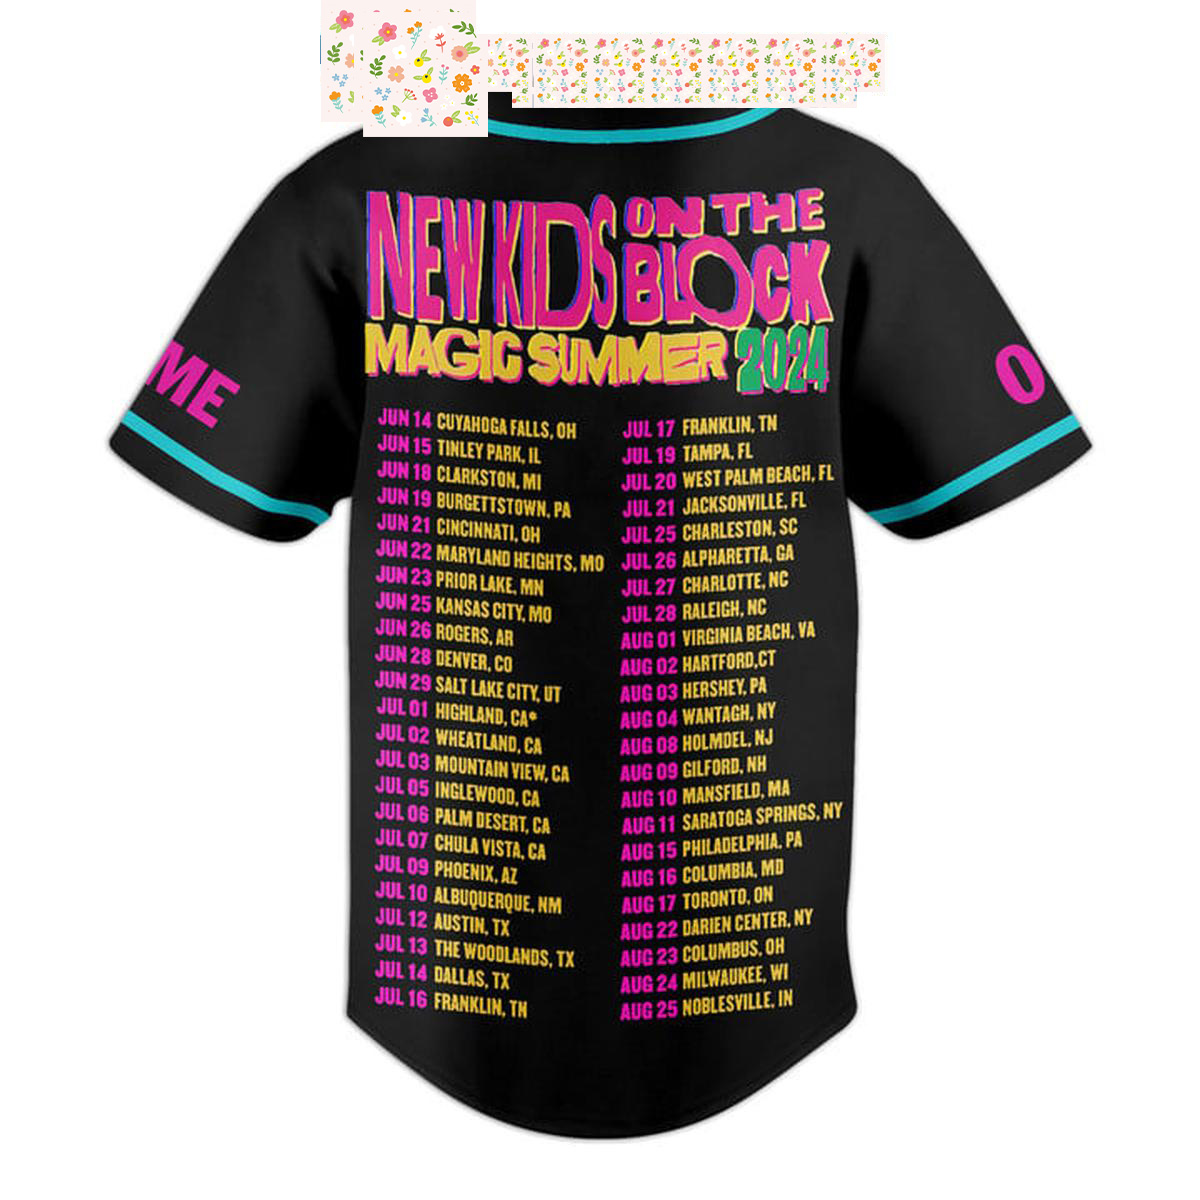 NEW KIDS ON THE
BLOCK
MAGIC SUMMER 2024
ME
O
JUN 14 CUYAHOGA FALLS, OH
JUN 15 TINLEY PARK, IL
JUN 18 CLARKSTON, MI
JUN 19 BURGETTSTOWN, PA
JUN 21 CINCINNATI, OH
JUN 22 MARYLAND HEIGHTS, MO
JUN 23 PRIOR LAKE, MN
JUN 25 KANSAS CITY, MO
JUN 26 ROGERS, AR
JUN 28 DENVER, CO
JUN 29 SALT LAKE CITY, UT
JUL 01 HIGHLAND, CA*
JUL 02 WHEATLAND, CA
JUL 03 MOUNTAIN VIEW, CA
JUL 05 INGLEWOOD, CA
JUL 06 PALM DESERT, CA
JUL 07 CHULA VISTA, CA
JUL 09 PHOENIX, AZ
JUL 10 ALBUQUERQUE, NM
JUL 12 AUSTIN, TX
JUL 13 THE WOODLANDS, TX
JUL 14 DALLAS, TX
JUL 16 FRANKLIN, TN
JUL 17 FRANKLIN, TN
JUL 19 TAMPA, FL
JUL 20 WEST PALM BEACH, FL
JUL 21 JACKSONVILLE, FL
JUL 25 CHARLESTON, SC
JUL 26 ALPHARETTA, GA
JUL 27 CHARLOTTE, NC
JUL 28 RALEIGH, NC
AUG 01 VIRGINIA BEACH, VA
AUG 02 HARTFORD,CT
AUG 03 HERSHEY, PA
AUG 04 WANTAGH, NY
AUG 08 HOLMDEL, NJ
AUG 09 GILFORD, NH
AUG 10 MANSFIELD, MA
AUG 11 SARATOGA SPRINGS, NY
AUG 15 PHILADELPHIA, PA
AUG 16 COLUMBIA, MD
AUG 17 TORONTO, ON
AUG 22 DARIEN CENTER, NY
AUG 23 COLUMBUS, OH
AUG 24 MILWAUKEE, WI
AUG 25 NOBLESVILLE, IN